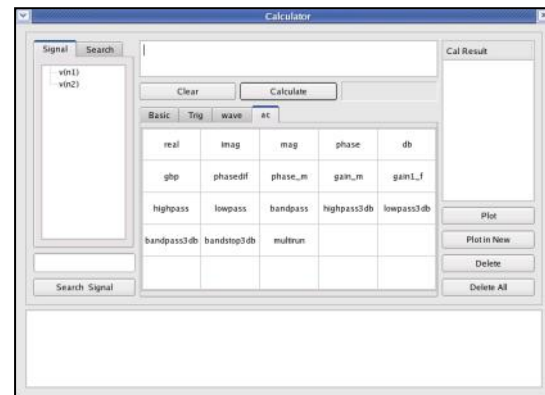 Calculator
Signal Search
v(n1)
v(n2)
Clear Calculate
Basic Trig wave ac
real imag mag phase db
gbp phasedif phase_m gain_m gain1_f
highpass lowpass bandpass highpass3db lowpass3db
bandpass3db bandstop3db multirun
Search Signal
Cal Result
Plot
Plot in New
Delete
Delete All